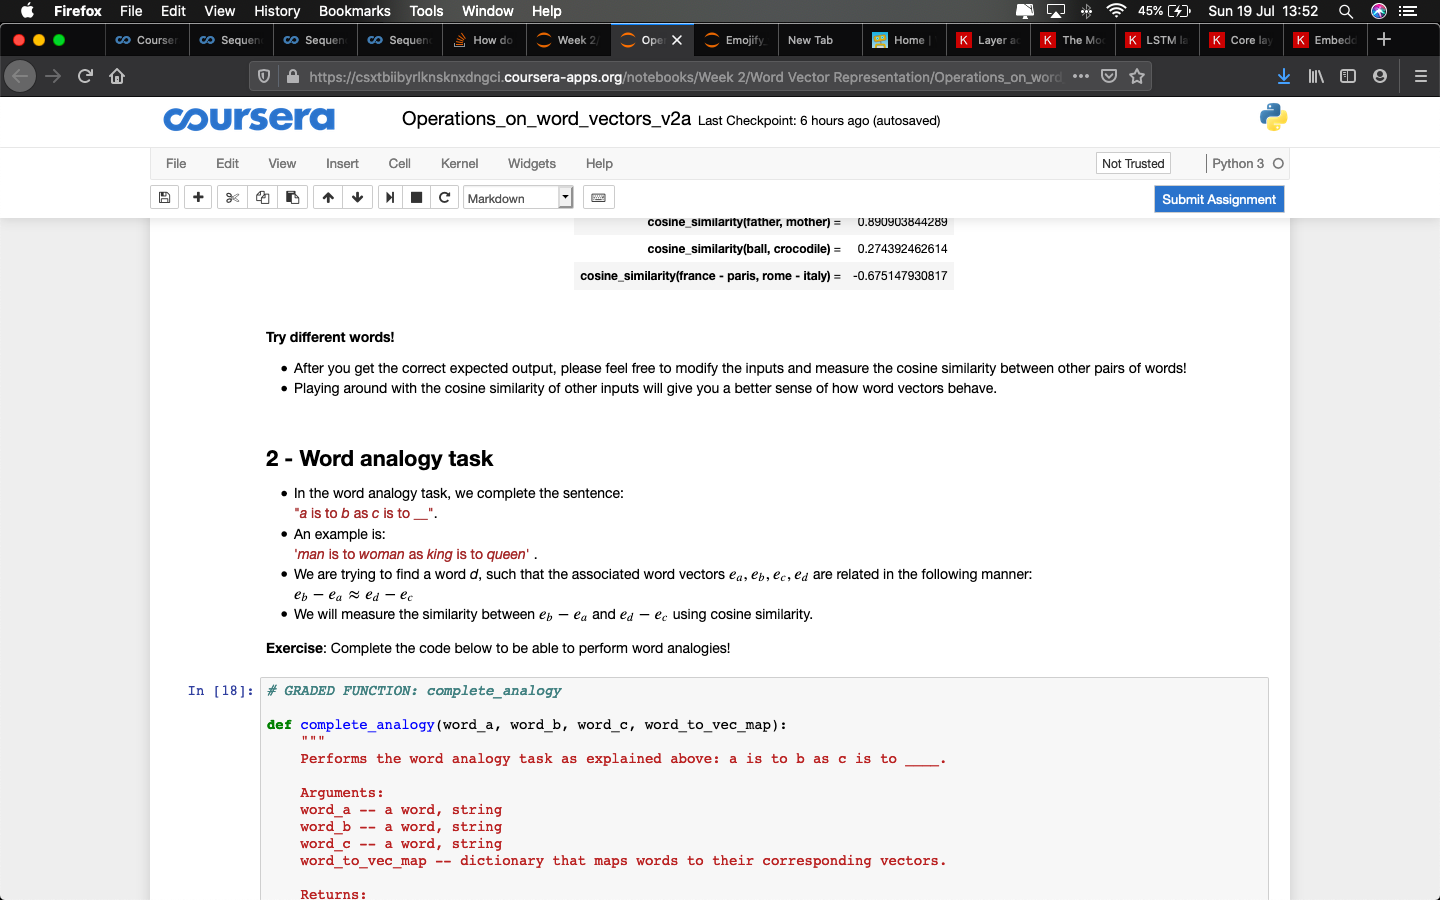 Firefox File Edit View History Bookmarks Tools Window Help 45% Sun 19 Jul 13:52
Course Sequen Sequen Sequen How do Week 2/ Ope Emojify_ New Tab Home | Layer ac The Mo LSTM la Core lay Embedd
https://csxtbiibyrlknsknxdngci.coursera-apps.org/notebooks/Week 2/Word Vector Representation/Operations_on_word
coursera Operations_on_word_vectors_v2a Last Checkpoint: 6 hours ago (autosaved)
File Edit View Insert Cell Kernel Widgets Help Not Trusted Python 3
Markdown Submit Assignment
cosine_similarity(father, mother) = 0.890903844289
cosine_similarity(ball, crocodile) = 0.274392462614
cosine_similarity(france - paris, rome - italy) = -0.675147930817
Try different words!
• After you get the correct expected output, please feel free to modify the inputs and measure the cosine similarity between other pairs of words!
• Playing around with the cosine similarity of other inputs will give you a better sense of how word vectors behave.
2 - Word analogy task
• In the word analogy task, we complete the sentence:
"a is to b as c is to __".
• An example is:
'man is to woman as king is to queen' .
• We are trying to find a word d, such that the associated word vectors eₐ, e_b, e_c, e_d are related in the following manner:
e_b − eₐ ≈ e_d − e_c
• We will measure the similarity between e_b − eₐ and e_d − e_c using cosine similarity.
Exercise: Complete the code below to be able to perform word analogies!
In [18]: # GRADED FUNCTION: complete_analogy
def complete_analogy(word_a, word_b, word_c, word_to_vec_map):
"""
Performs the word analogy task as explained above: a is to b as c is to ____.
Arguments:
word_a -- a word, string
word_b -- a word, string
word_c -- a word, string
word_to_vec_map -- dictionary that maps words to their corresponding vectors.
Returns: